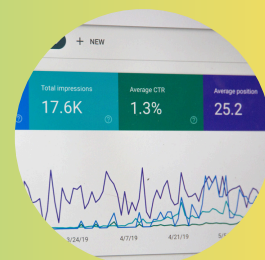 + NEW
Total impressions
Average CTR
Average position
17.6K
1.3%
25.2
3/24/19
4/7/19
4/21/19